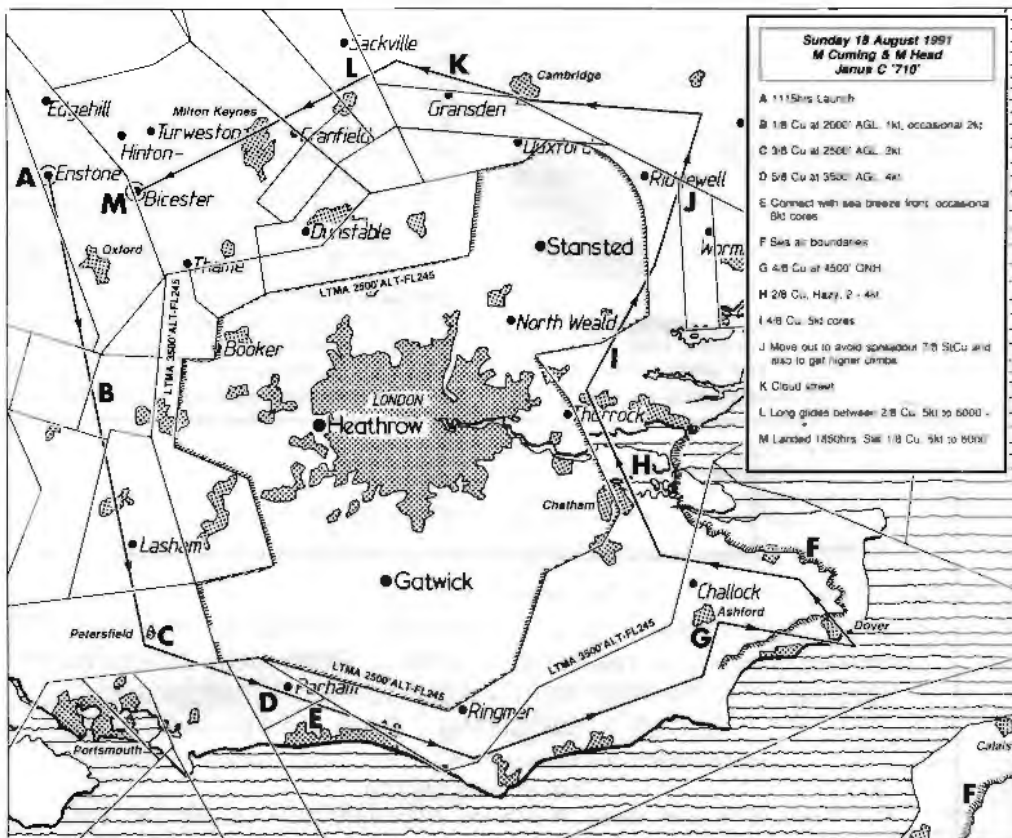 Sackville
L
K
Cambridge
Gransden
Edgehill
Milton Keynes
Turweston
Cranfield
Hinton
Duxford
A
Enstone
M
Bicester
Ridgewell
J
Dunstable
Oxford
Stansted
Thame
LTMA 2500'ALT-FL245
LTMA 3500'ALT-FL245
North Weald
Booker
I
B
LONDON
Thurrock
Heathrow
H
Chatham
Lasham
F
Gatwick
Challock
Ashford
Petersfield
C
G
Dover
LTMA 3500'ALT-FL245
LTMA 2500'ALT-FL245
D
Parham
E
Ringmer
Portsmouth
Calais
F
Sunday 18 August 1991
M Cuming & M Head
Janus C '710'
A 1115hrs Launch
B 1/8 Cu at 2000' AGL. 1kt, occasional 2kt
C 3/8 Cu at 2500' AGL. 2kt
D 5/8 Cu at 3500' AGL. 4kt
E Connect with sea breeze front, occasional
8kt cores
F Sea air boundaries
G 4/8 Cu at 4500' QNH
H 2/8 Cu. Hazy. 2 - 4kt
I 4/8 Cu. 5kt cores
J Move out to avoid spreadout 7/8 StCu and
also to get higher climbs
K Cloud street
L Long glides between 2/8 Cu. 5kt to 6000'
M Landed 1850hrs. Still 1/8 Cu. 5kt to 6000'